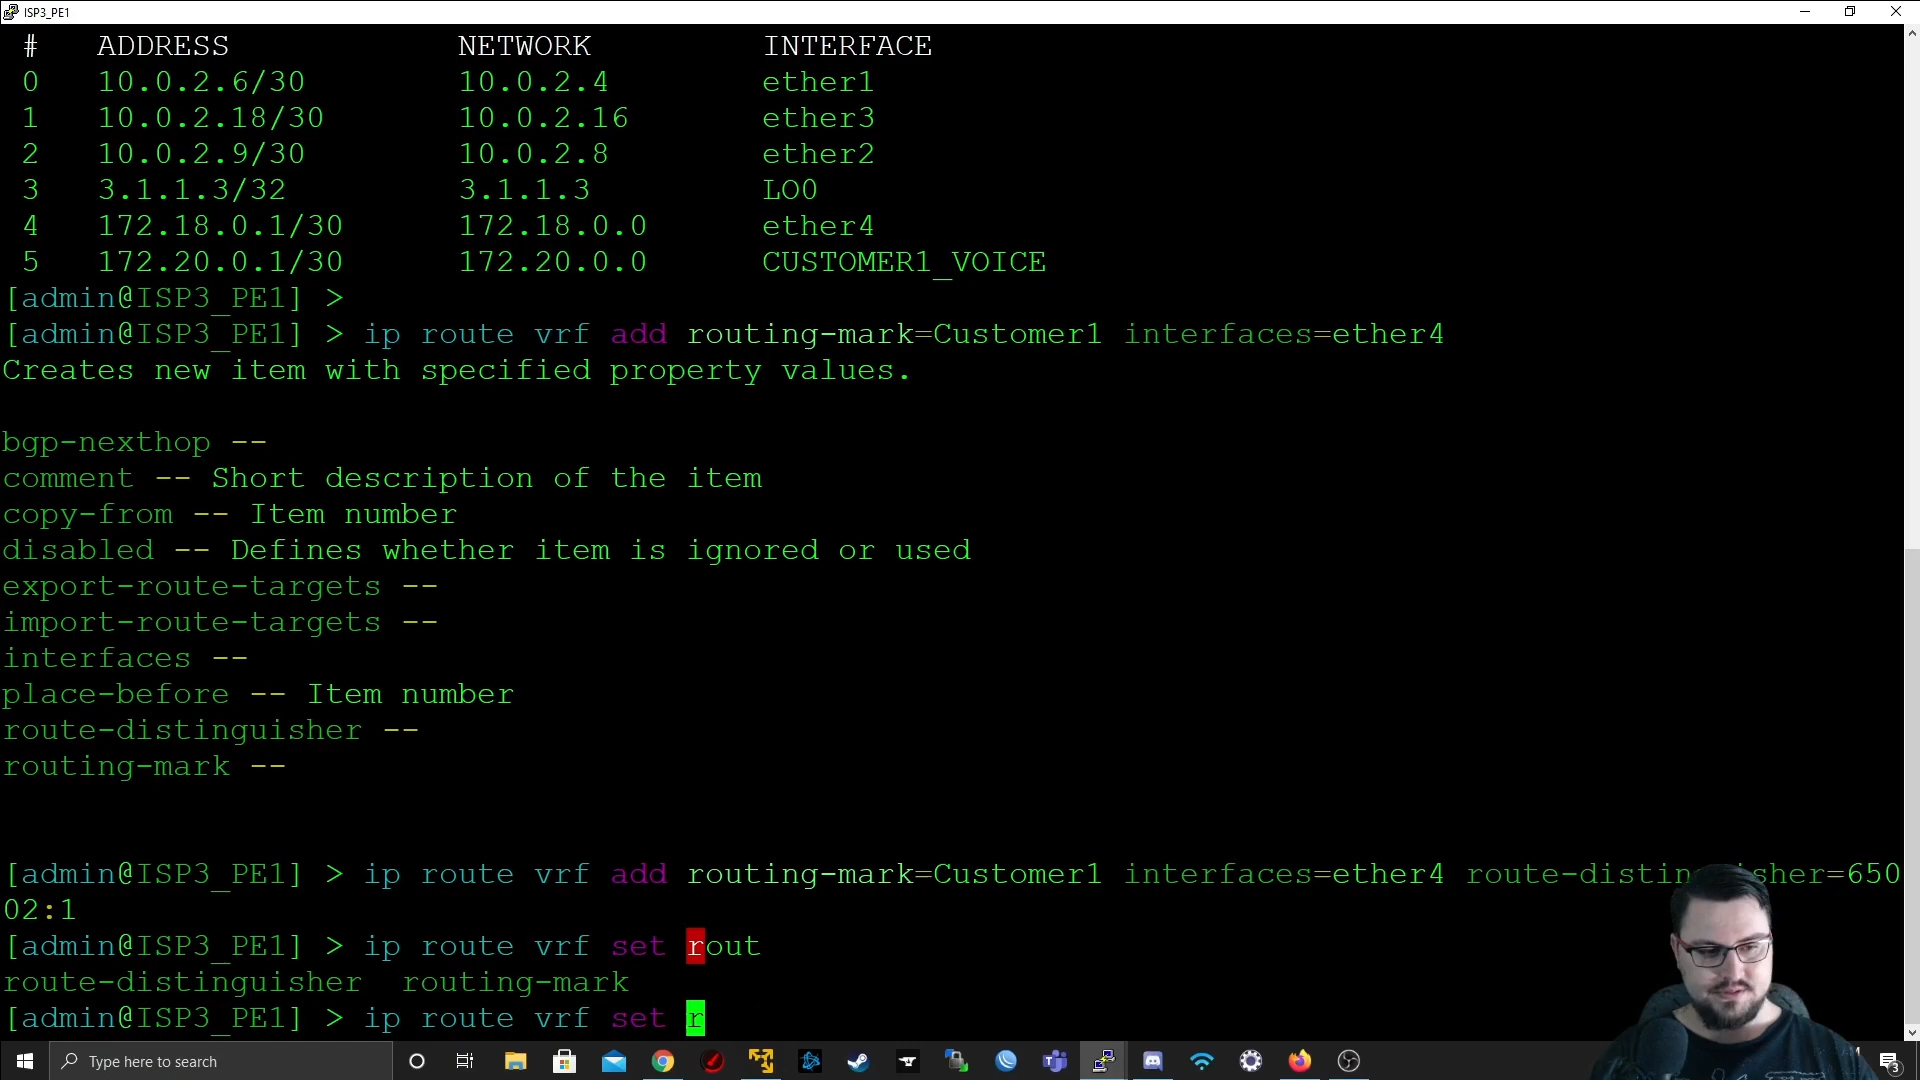 ISP3_PE1
# ADDRESS NETWORK INTERFACE
0 10.0.2.6/30 10.0.2.4 ether1
1 10.0.2.18/30 10.0.2.16 ether3
2 10.0.2.9/30 10.0.2.8 ether2
3 3.1.1.3/32 3.1.1.3 LO0
4 172.18.0.1/30 172.18.0.0 ether4
5 172.20.0.1/30 172.20.0.0 CUSTOMER1_VOICE
[admin@ISP3_PE1] >
[admin@ISP3_PE1] > ip route vrf add routing-mark=Customer1 interfaces=ether4
Creates new item with specified property values.
bgp-nexthop --
comment -- Short description of the item
copy-from -- Item number
disabled -- Defines whether item is ignored or used
export-route-targets --
import-route-targets --
interfaces --
place-before -- Item number
route-distinguisher --
routing-mark --
[admin@ISP3_PE1] > ip route vrf add routing-mark=Customer1 interfaces=ether4 route-distinguisher=650
02:1
[admin@ISP3_PE1] > ip route vrf set rout
route-distinguisher routing-mark
[admin@ISP3_PE1] > ip route vrf set r
Type here to search
3